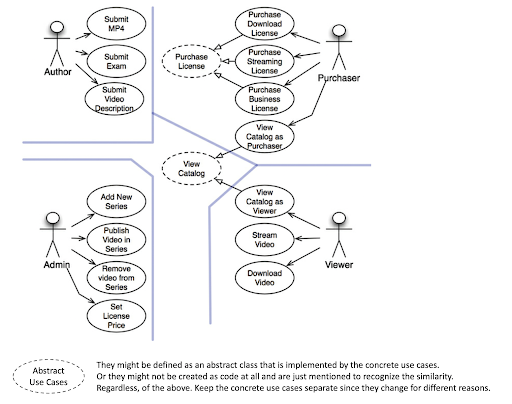 Submit
MP4
Author
Submit
Exam
Submit
Video
Description
Purchase
Download
License
Purchase
License
Purchase
Streaming
License
Purchaser
Purchase
Business
License
View
Catalog as
Purchaser
View
Catalog
Add New
Series
View
Catalog as
Viewer
Publish
Video in
Series
Stream
Video
Admin
Remove
video from
Series
Download
Video
Viewer
Set
License
Price
Abstract
Use Cases
They might be defined as an abstract class that is implemented by the concrete use cases.
Or they might not be created as code at all and are just mentioned to recognize the similarity.
Regardless, of the above. Keep the concrete use cases separate since they change for different reasons.